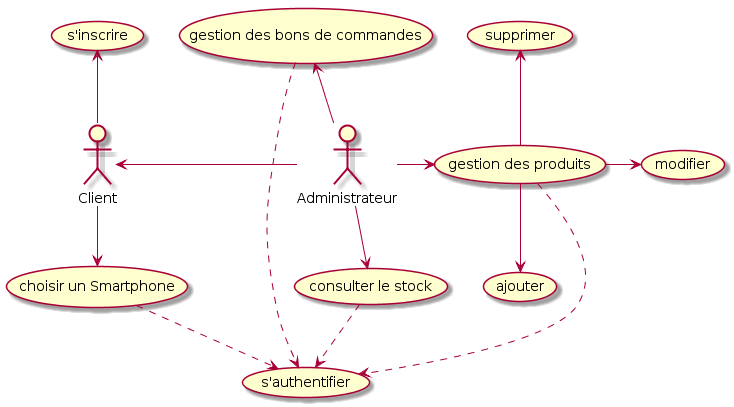 s'inscrire
gestion des bons de commandes
supprimer
gestion des produits
modifier
Client
Administrateur
choisir un Smartphone
consulter le stock
ajouter
s'authentifier